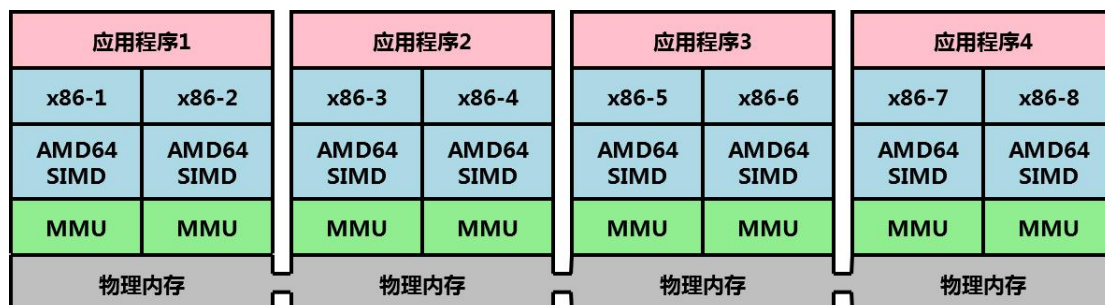 应用程序1 应用程序2 应用程序3 应用程序4
x86-1 x86-2 x86-3 x86-4 x86-5 x86-6 x86-7 x86-8
AMD64 AMD64 AMD64 AMD64 AMD64 AMD64 AMD64 AMD64
SIMD SIMD SIMD SIMD SIMD SIMD SIMD SIMD
MMU MMU MMU MMU MMU MMU MMU MMU
物理内存 物理内存 物理内存 物理内存